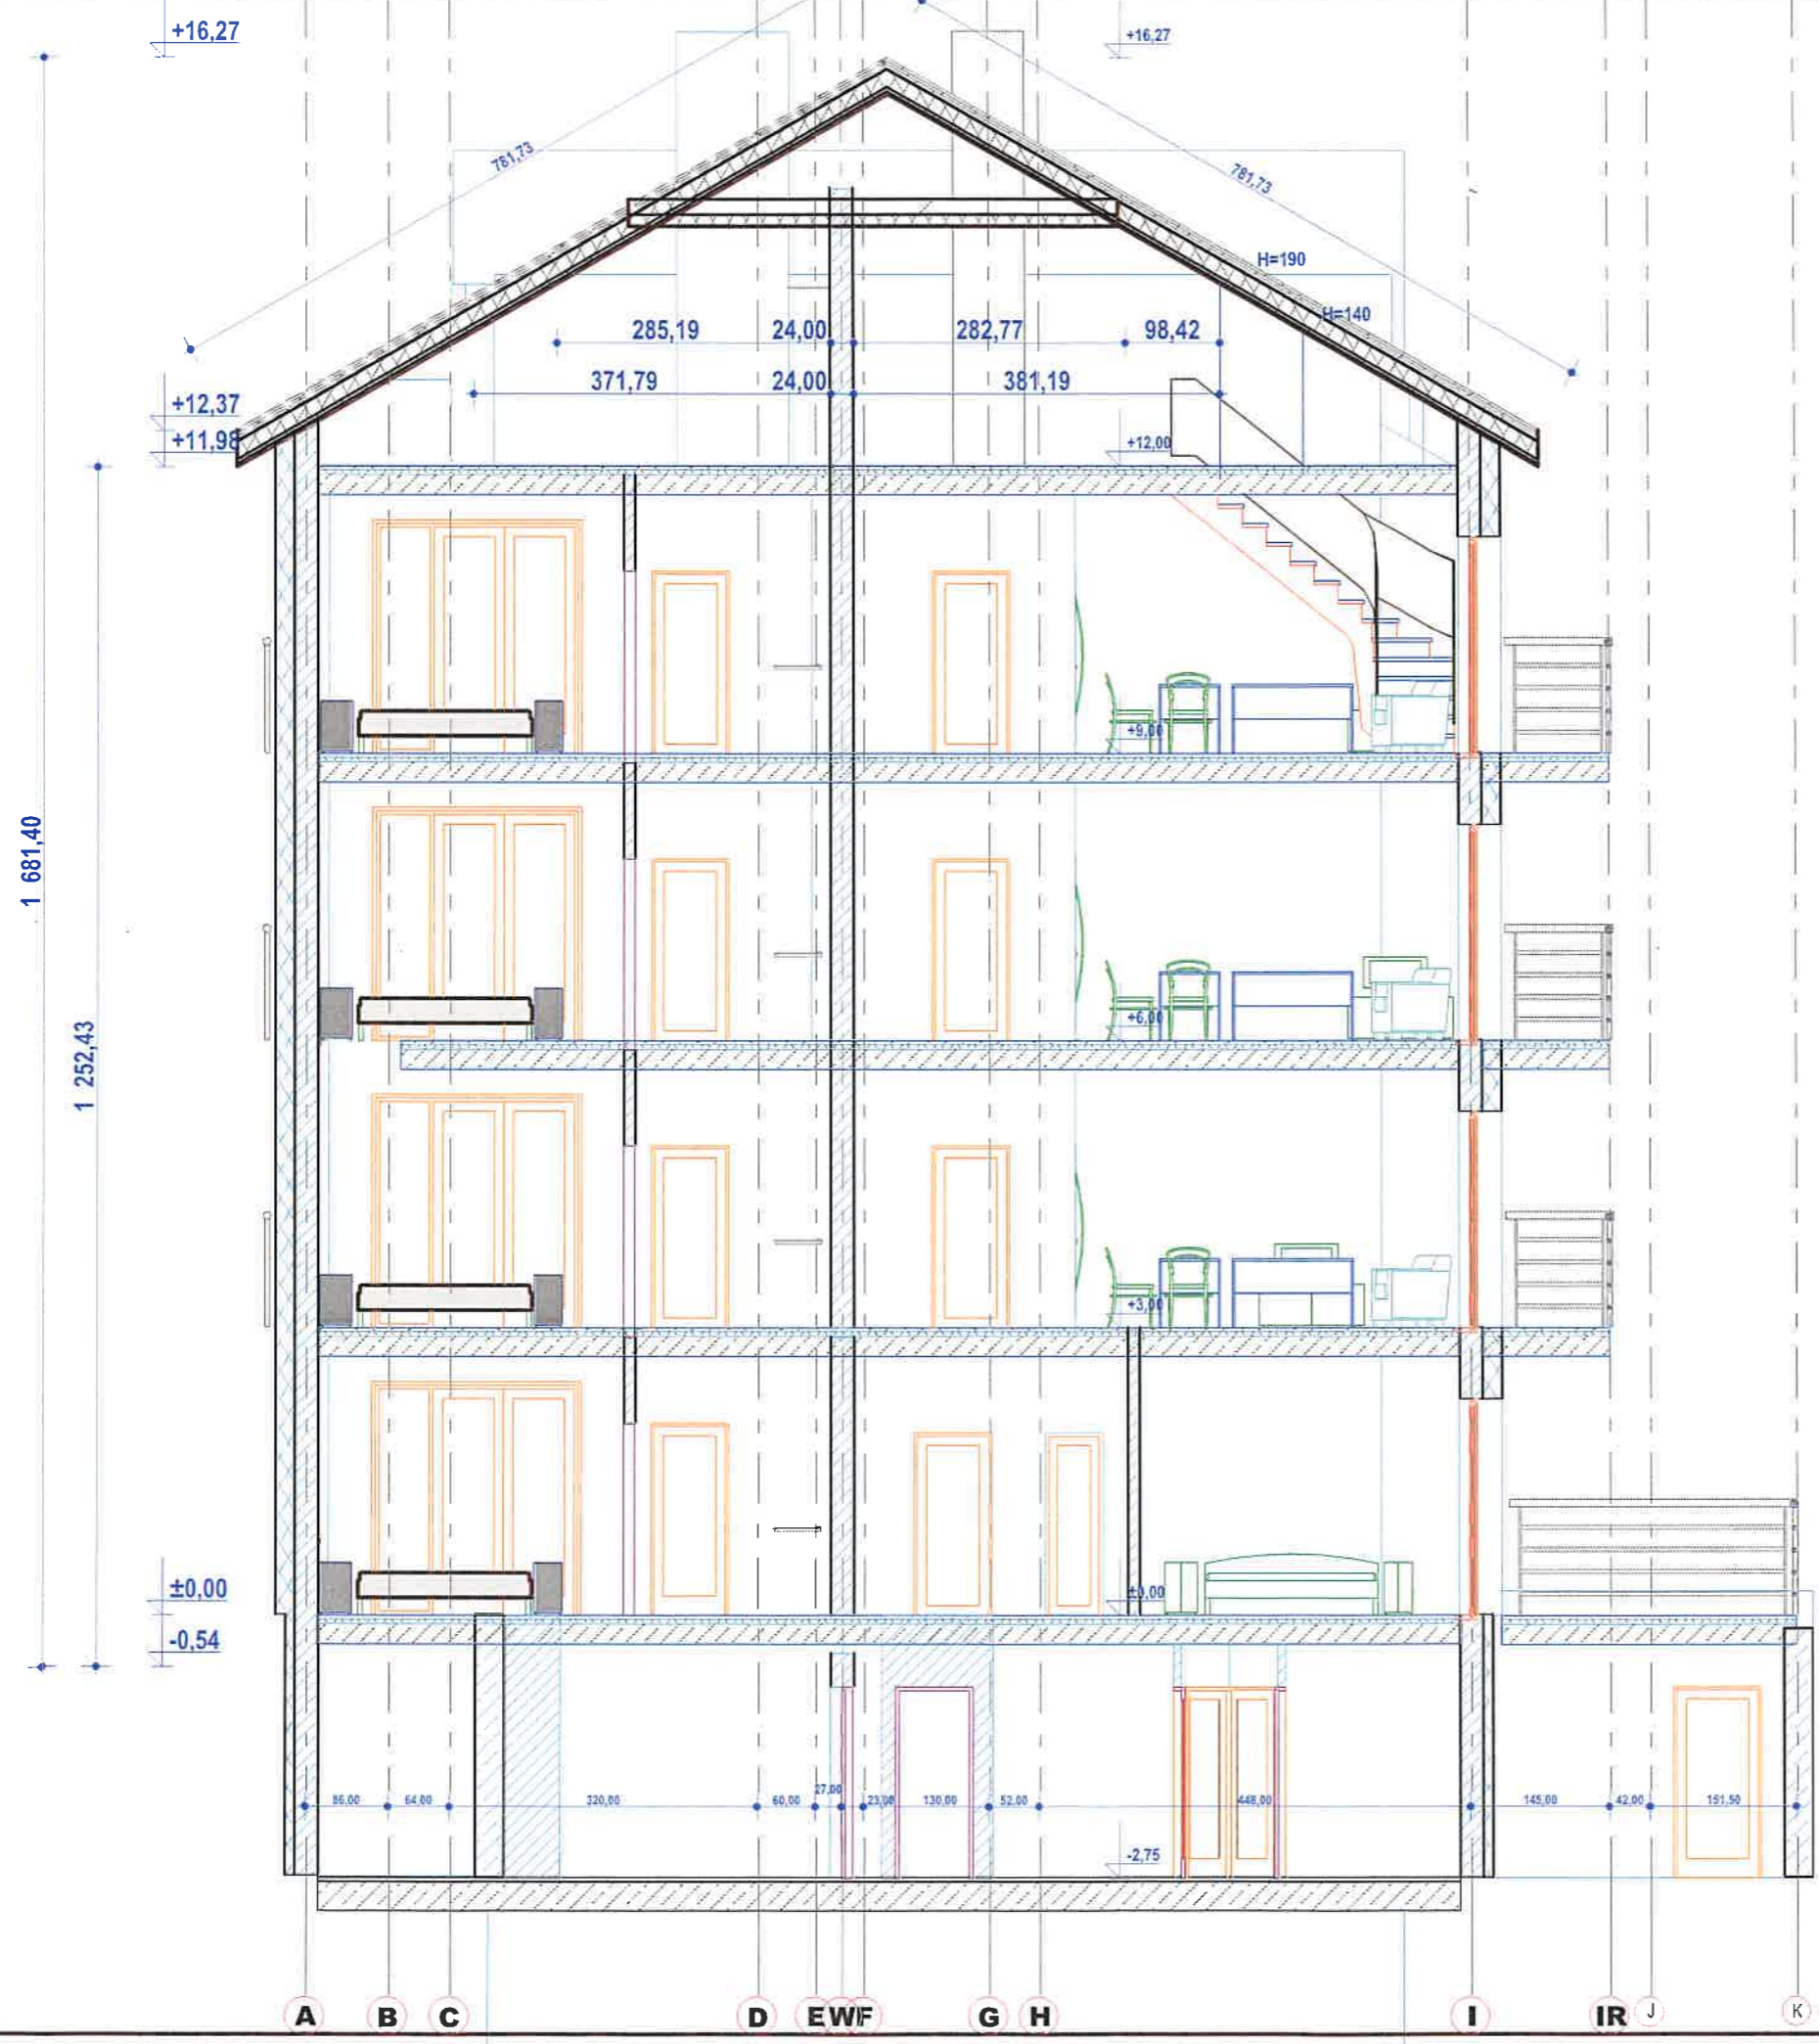 +16,27
+16,27
781,73
781,73
H=190
H=140
285,19 24,00 282,77 98,42
371,79 24,00 381,19
+12,37
+11,98
+12,00
+9,00
1 681,40
+6,00
1 252,43
+3,00
±0,00
±0,00
-0,54
86,00 64,00 320,00 60,00 27,00 23,00 130,00 52,00 448,00 145,00 42,00 151,50
-2,75
A B C D E W F G H I IR J K